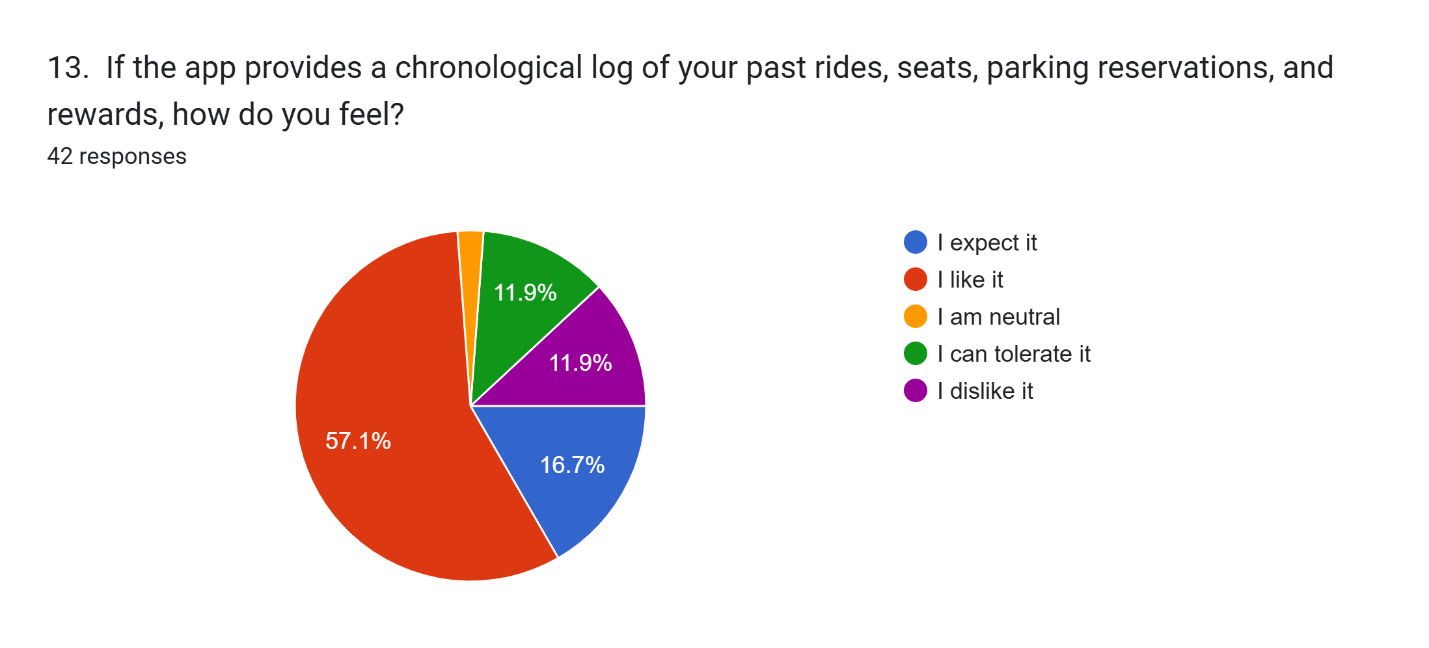 13.  If the app provides a chronological log of your past rides, seats, parking reservations, and
rewards, how do you feel?
42 responses
11.9%
11.9%
57.1%
16.7%
I expect it
I like it
I am neutral
I can tolerate it
I dislike it